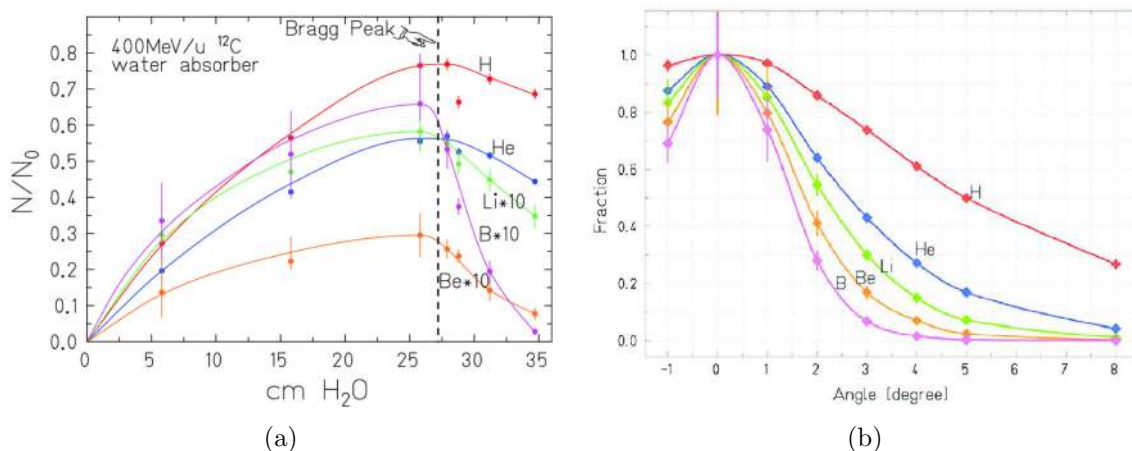 400MeV/u ¹²C
water absorber
Bragg Peak
H
He
Li*10
B*10
Be*10
N/N₀
0.9
0.8
0.7
0.6
0.5
0.4
0.3
0.2
0.1
0.0
0 5 10 15 20 25 30 35
cm H₂O
(a)
Fraction
1.0
0.8
0.6
0.4
0.2
0.0
H
He
Li
Be
B
-1 0 1 2 3 4 5 6 7 8
Angle [degree]
(b)